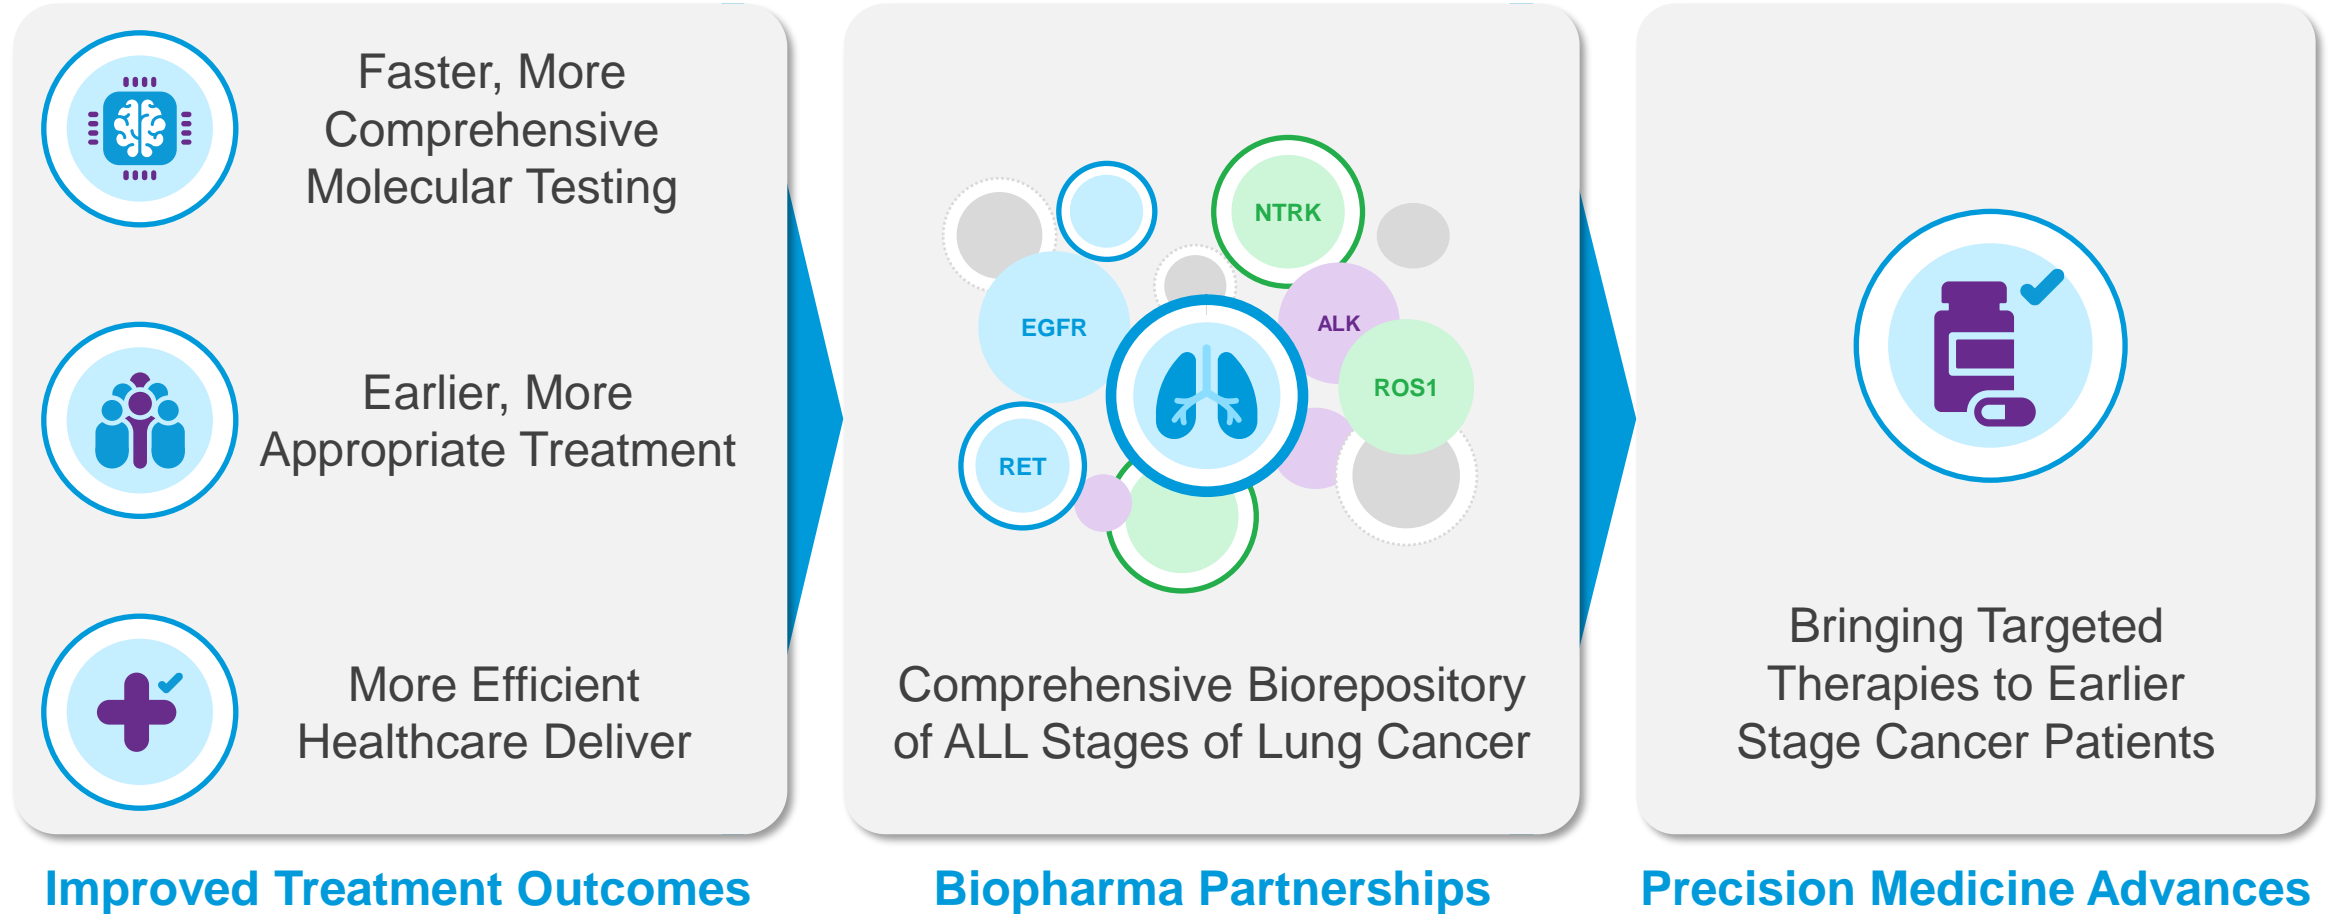 Faster, More
Comprehensive
Molecular Testing
Earlier, More
Appropriate Treatment
More Efficient
Healthcare Deliver
Improved Treatment Outcomes
NTRK
EGFR
ALK
ROS1
RET
Comprehensive Biorepository
of ALL Stages of Lung Cancer
Biopharma Partnerships
Bringing Targeted
Therapies to Earlier
Stage Cancer Patients
Precision Medicine Advances